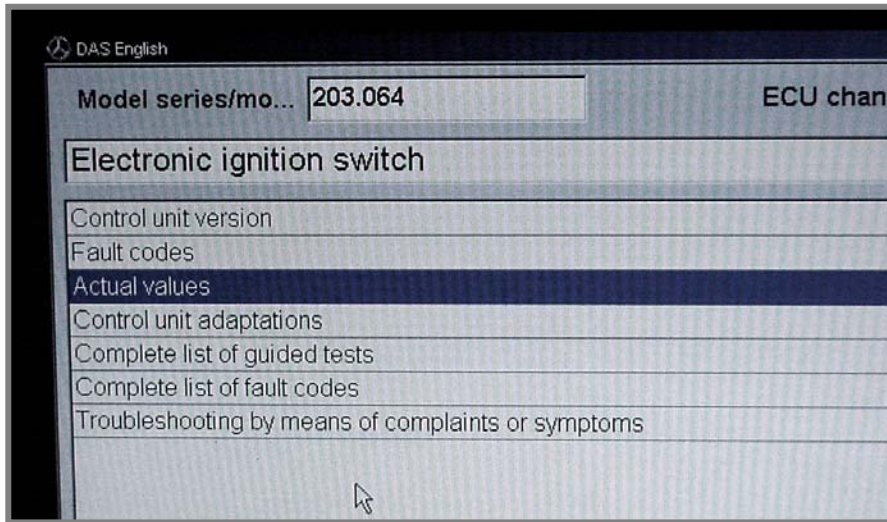 DAS English
Model series/mo... 203.064 ECU chan
Electronic ignition switch
Control unit version
Fault codes
Actual values
Control unit adaptations
Complete list of guided tests
Complete list of fault codes
Troubleshooting by means of complaints or symptoms